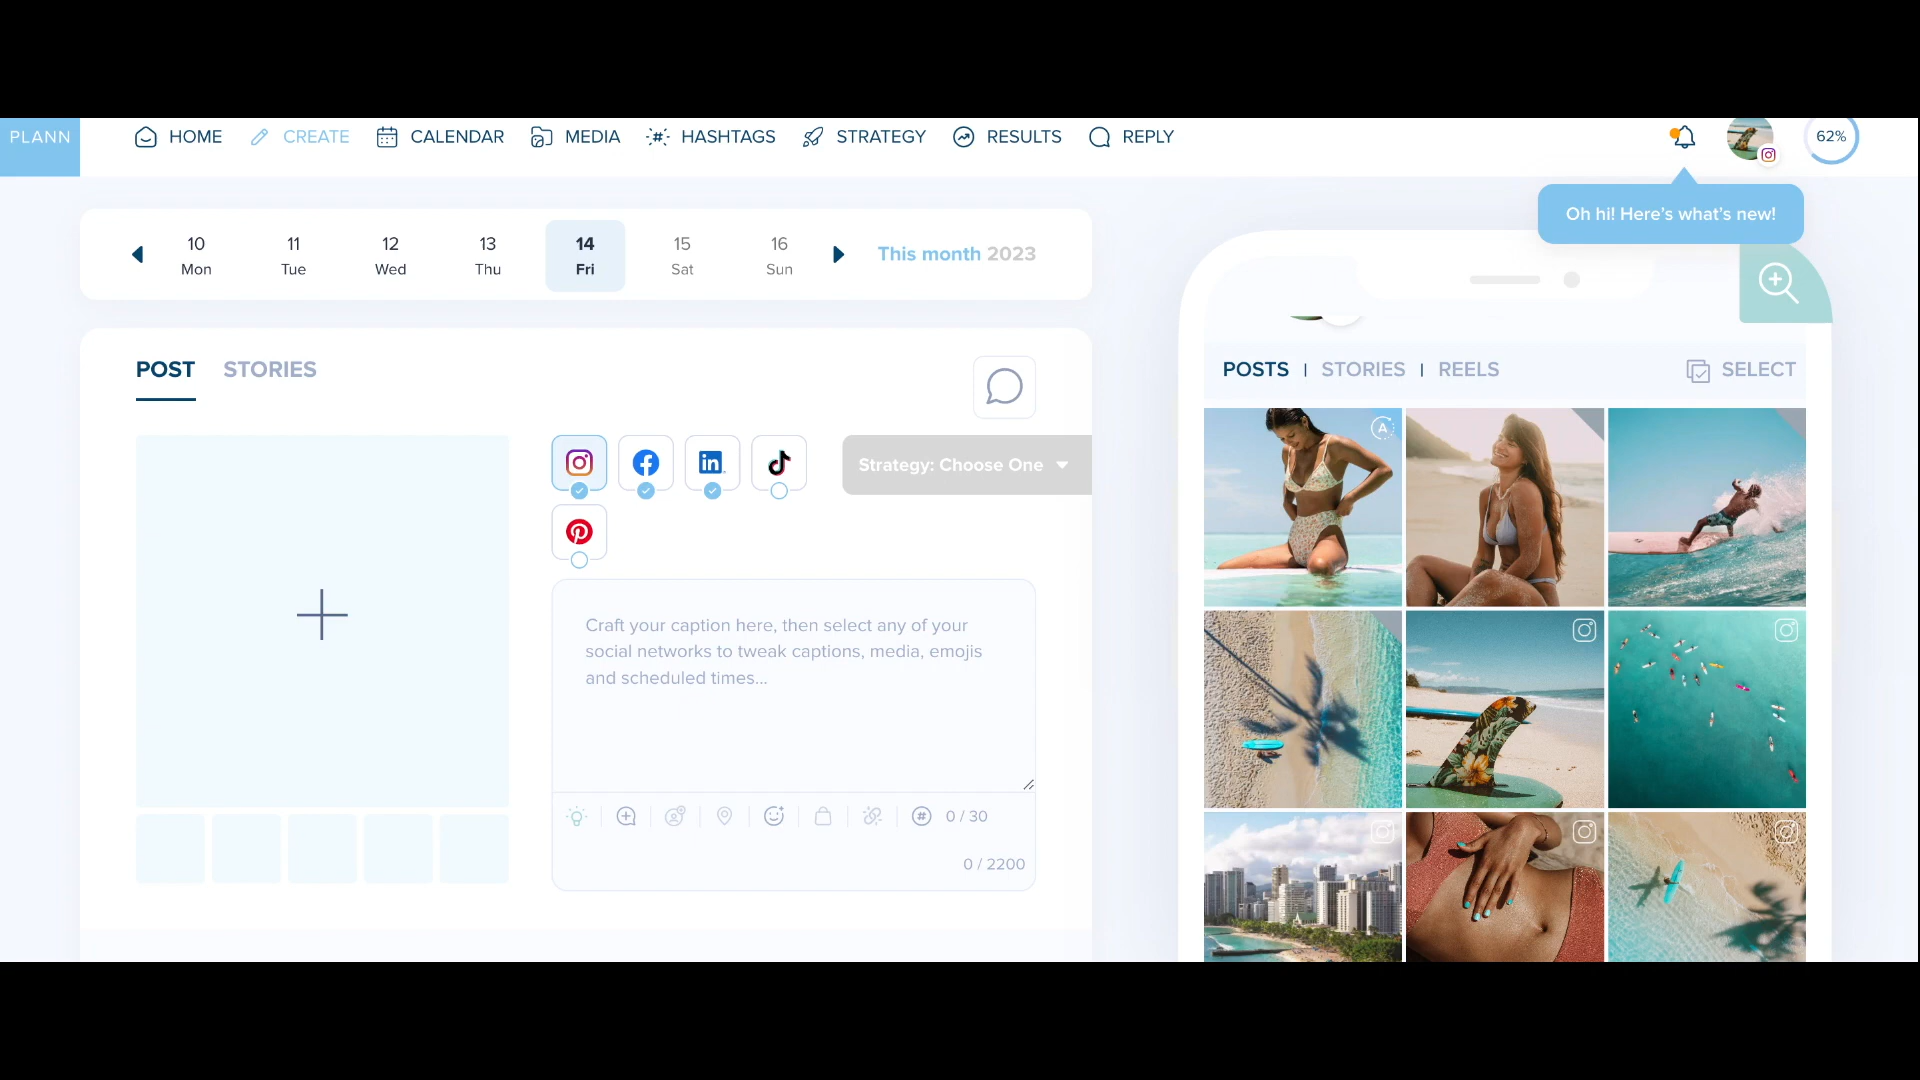 PLANN
HOME
CREATE
CALENDAR
MEDIA
HASHTAGS
STRATEGY
RESULTS
REPLY
62%
Oh hi! Here's what's new!
10 11 12 13 14 15 16
Mon Tue Wed Thu Fri Sat Sun
This month 2023
POST STORIES
Strategy: Choose One
Craft your caption here, then select any of your
social networks to tweak captions, media, emojis
and scheduled times...
# 0 / 30
0 / 2200
POSTS | STORIES | REELS
SELECT
A